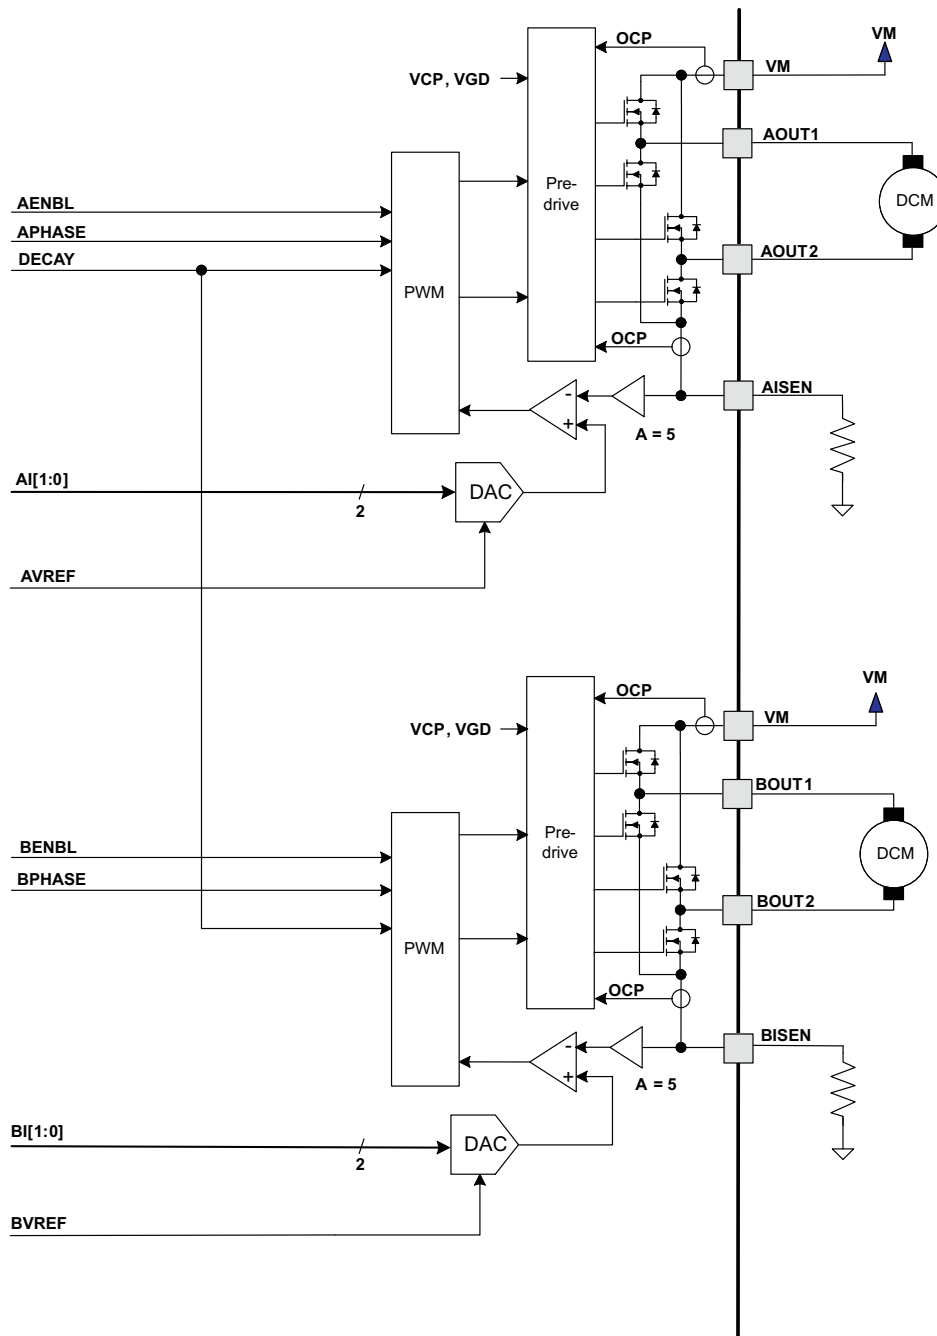 OCP
VM
VM
VCP, VGD
AOUT1
Pre-
drive
DCM
AENBL
APHASE
DECAY
AOUT2
PWM
OCP
AISEN
-
+
A = 5
AI[1:0]
2
DAC
AVREF
VM
OCP
VM
VCP, VGD
BOUT1
Pre-
drive
DCM
BENBL
BPHASE
BOUT2
PWM
OCP
BISEN
-
+
A = 5
BI[1:0]
2
DAC
BVREF